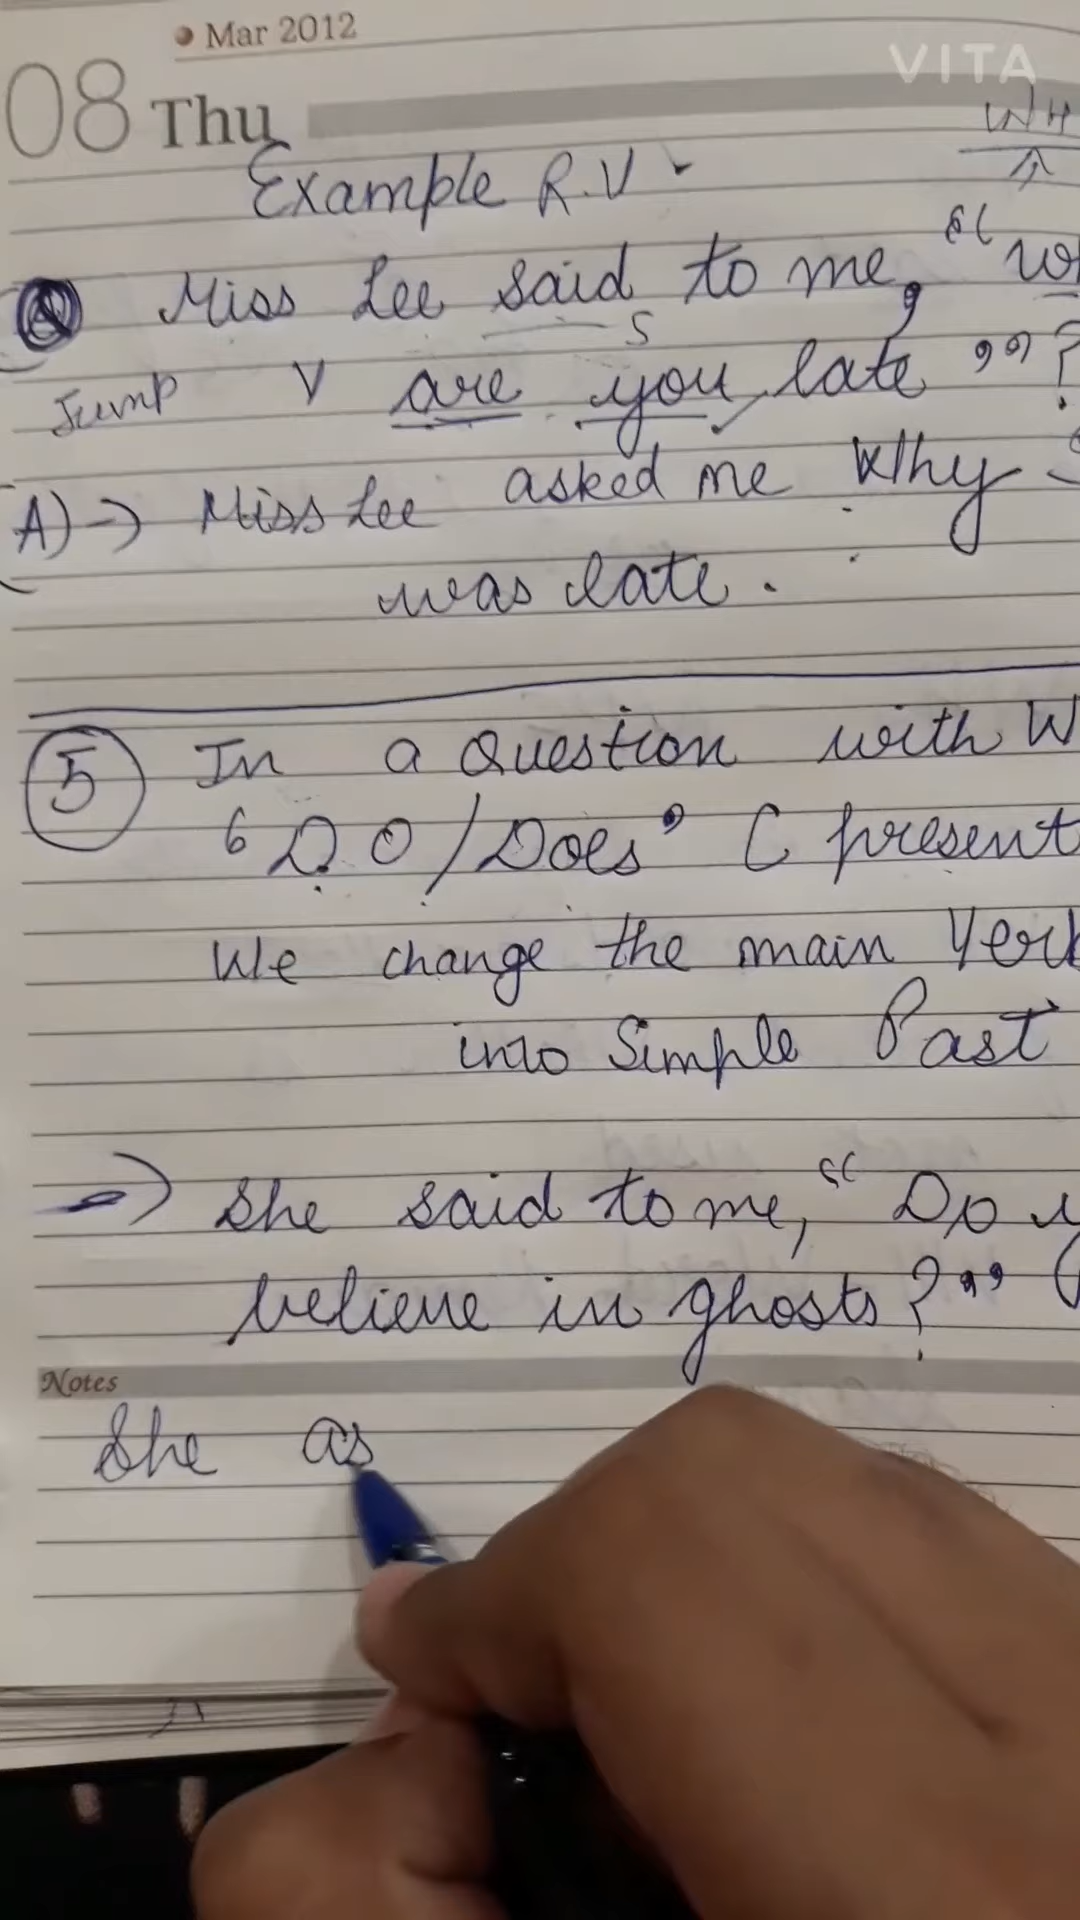 Mar 2012
VITA
08 Thu
WH
Example R.V
Miss Lee said to me, "
S
Jump V are you late "?
A) → Miss Lee asked me Why
was late.
5 In a Question with W
'DO/Does' ( present
We change the main Verb
into Simple Past
→ She said to me, " Do y
believe in ghosts?" (
Notes
She as